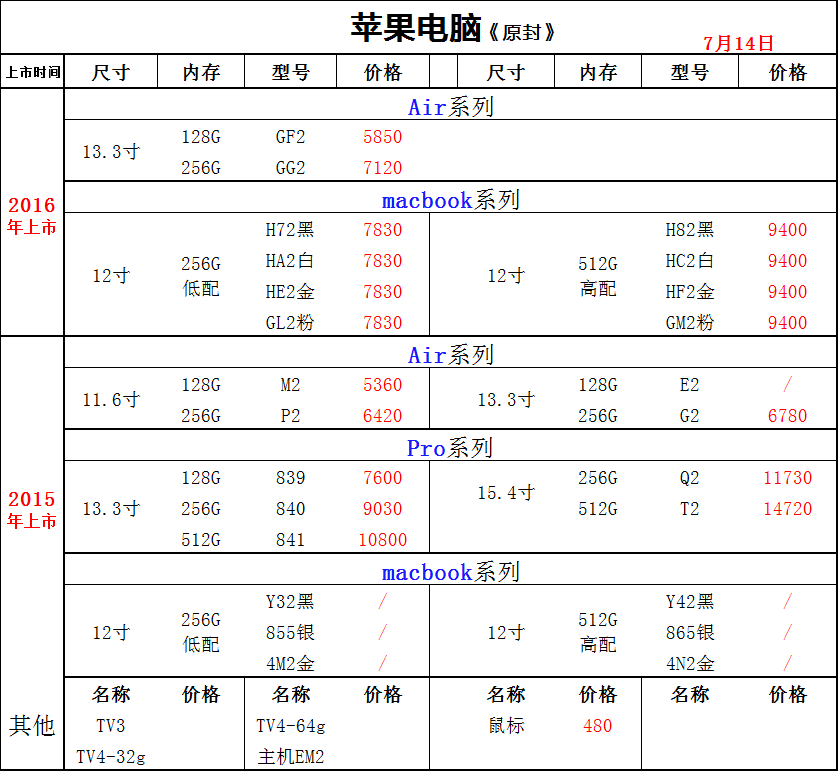 苹果电脑《原封》
7月14日
上市时间 尺寸 内存 型号 价格 尺寸 内存 型号 价格
Air系列
13.3寸 128G GF2 5850
256G GG2 7120
2016
年上市
macbook系列
12寸 256G 低配 H72黑 7830 12寸 512G 高配 H82黑 9400
HA2白 7830 HC2白 9400
HE2金 7830 HF2金 9400
GL2粉 7830 GM2粉 9400
Air系列
11.6寸 128G M2 5360 13.3寸 128G E2 /
256G P2 6420 256G G2 6780
Pro系列
2015
年上市
13.3寸 128G 839 7600 15.4寸 256G Q2 11730
256G 840 9030 512G T2 14720
512G 841 10800
macbook系列
12寸 256G 低配 Y32黑 / 12寸 512G 高配 Y42黑 /
855银 / 865银 /
4M2金 / 4N2金 /
其他 名称 价格 名称 价格 名称 价格 名称 价格
TV3 TV4-64g 鼠标 480
TV4-32g 主机EM2